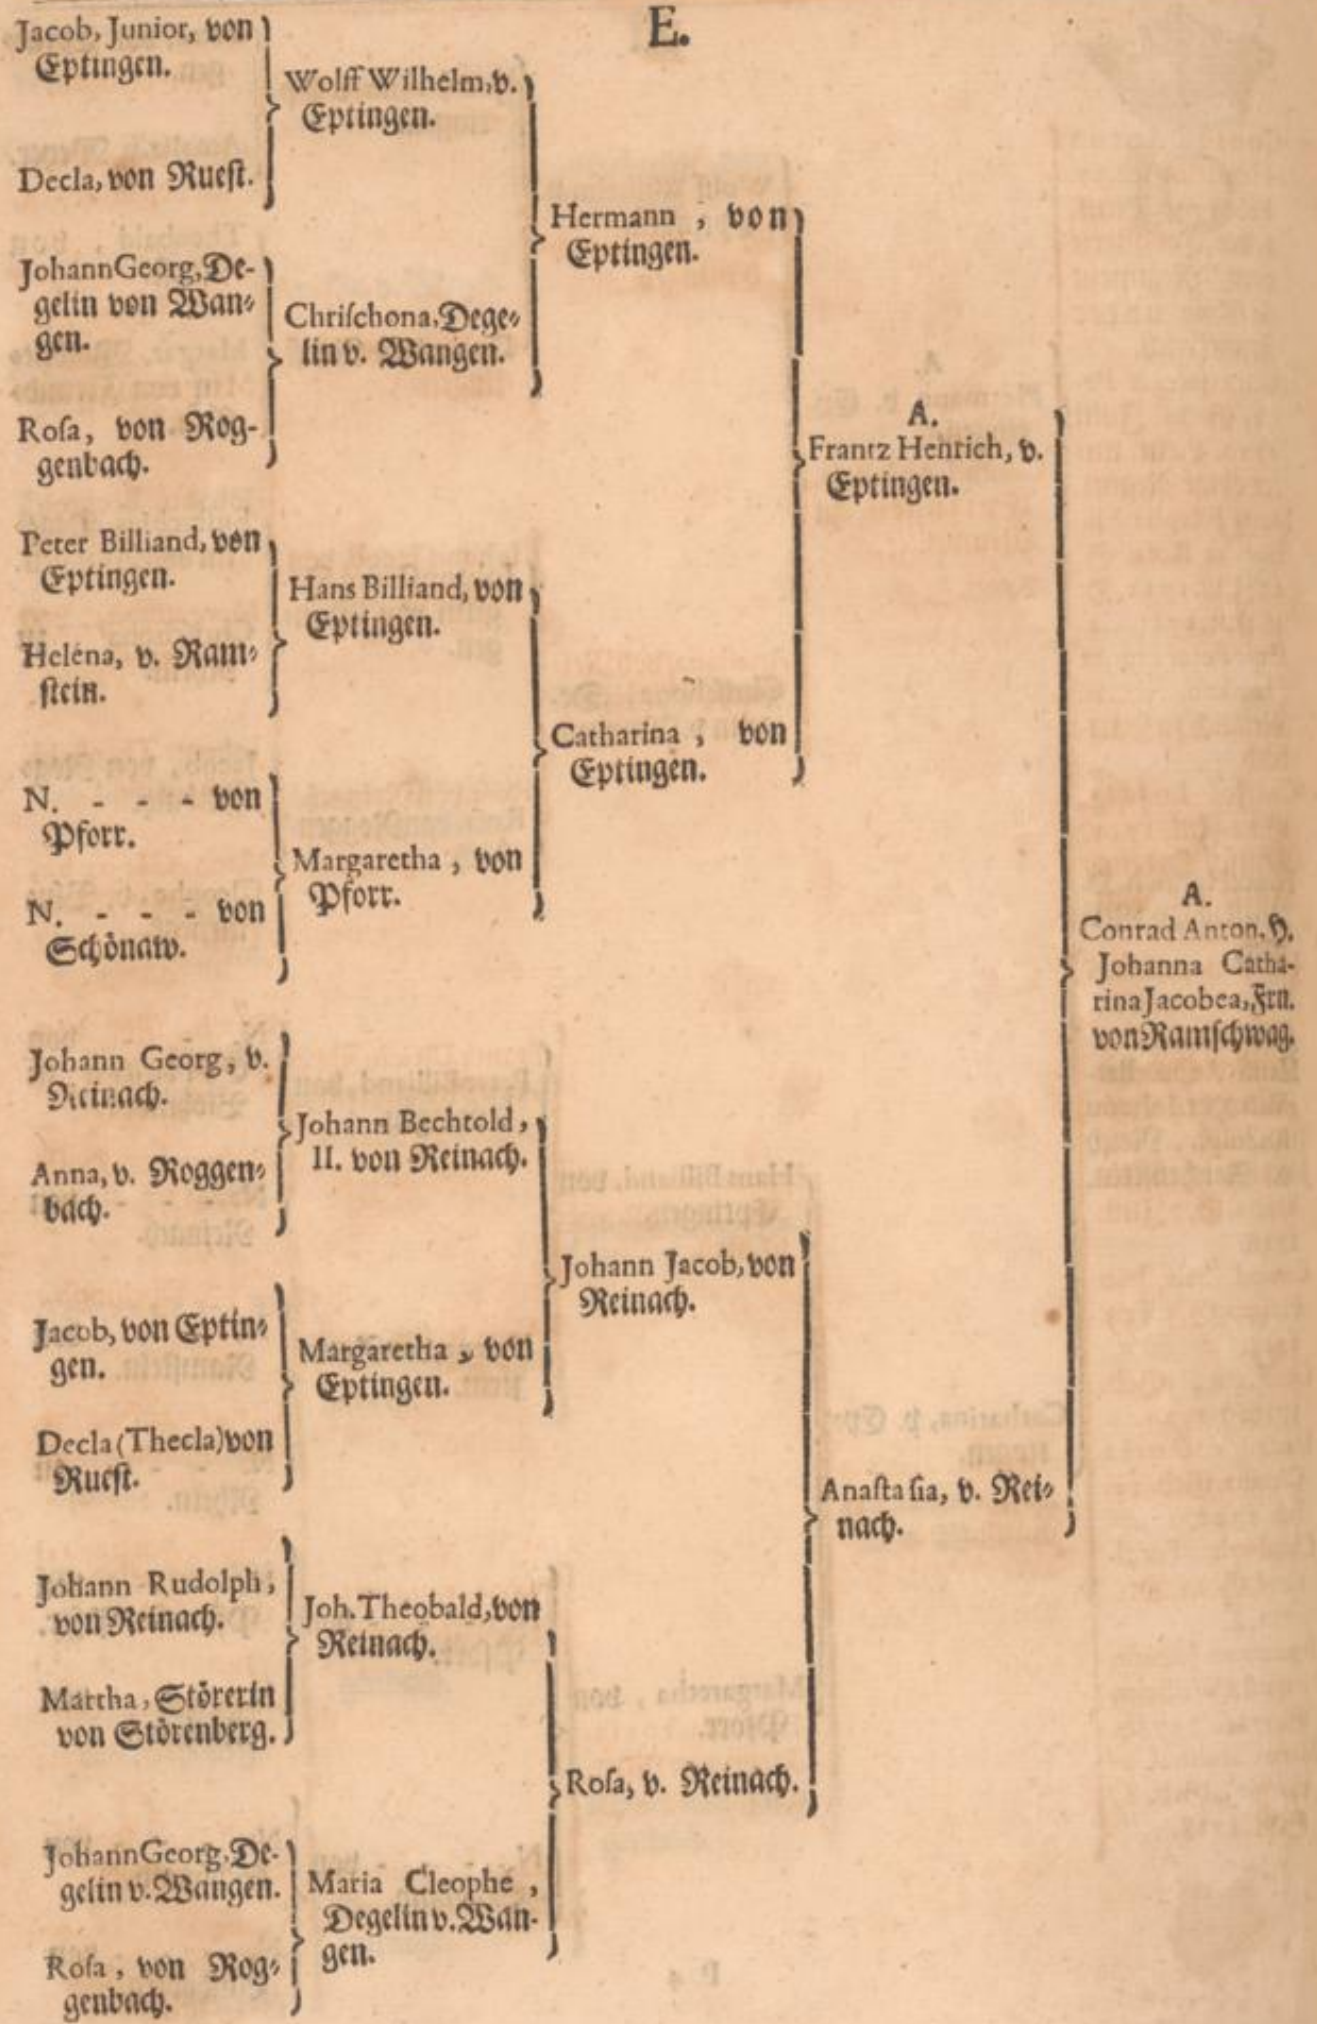 E.
Jacob, Junior, von
Eptingen.
Decla, von Ruest.
Johann Georg, De-
gelin von Wan-
gen.
Rosa, von Rog-
genbach.
Peter Billiand, von
Eptingen.
Helena, v. Ram-
stein.
N. - - - von
Pforr.
N. - - - von
Schönaw.
Johann Georg, v.
Reinach.
Anna, v. Roggen-
bach.
Jacob, von Eptin-
gen.
Decla (Thecla) von
Ruest.
Johann Rudolph,
von Reinach.
Martha, Störerin
von Störenberg.
Johann Georg, De-
gelin v. Wangen.
Rosa, von Rog-
genbach.
Wolff Wilhelm, v.
Eptingen.
Chrischona, Dege-
lin v. Wangen.
Hans Billiand, von
Eptingen.
Margaretha, von
Pforr.
Johann Bechtold,
II. von Reinach.
Margaretha, von
Eptingen.
Joh. Theobald, von
Reinach.
Maria Cleophe,
Degelin v. Wan-
gen.
Hermann, von
Eptingen.
Catharina, von
Eptingen.
Johann Jacob, von
Reinach.
Rosa, v. Reinach.
A.
Frantz Henrich, v.
Eptingen.
Anastasia, v. Rei-
nach.
A.
Conrad Anton, H.
Johanna Catha-
rina Jacobea, Frn.
von Ramschwag.